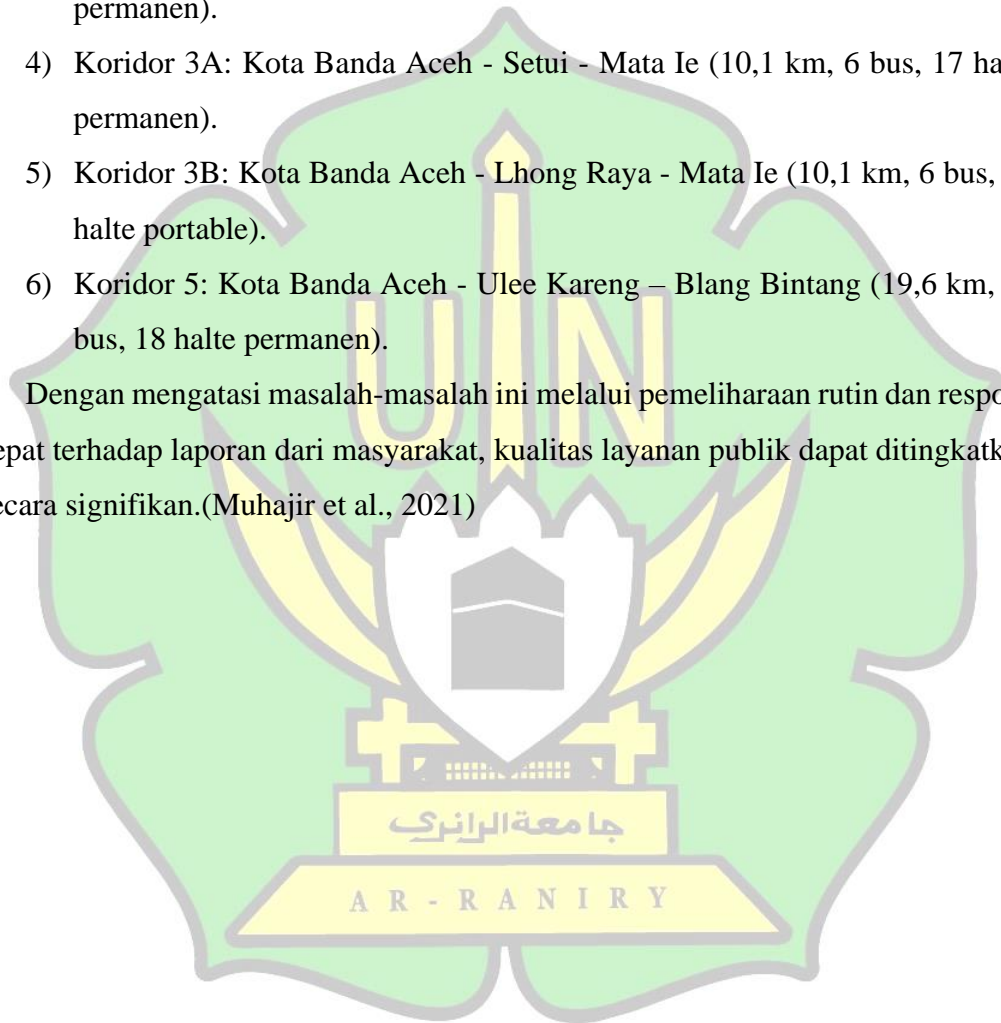 permanen).
4) Koridor 3A: Kota Banda Aceh - Setui - Mata Ie (10,1 km, 6 bus, 17 ha
permanen).
5) Koridor 3B: Kota Banda Aceh - Lhong Raya - Mata Ie (10,1 km, 6 bus,
halte portable).
6) Koridor 5: Kota Banda Aceh - Ulee Kareng – Blang Bintang (19,6 km,
bus, 18 halte permanen).
Dengan mengatasi masalah-masalah ini melalui pemeliharaan rutin dan respo
epat terhadap laporan dari masyarakat, kualitas layanan publik dapat ditingkatk
ecara signifikan.(Muhajir et al., 2021)
UIN
جامعةالرانري
AR-RANIRY